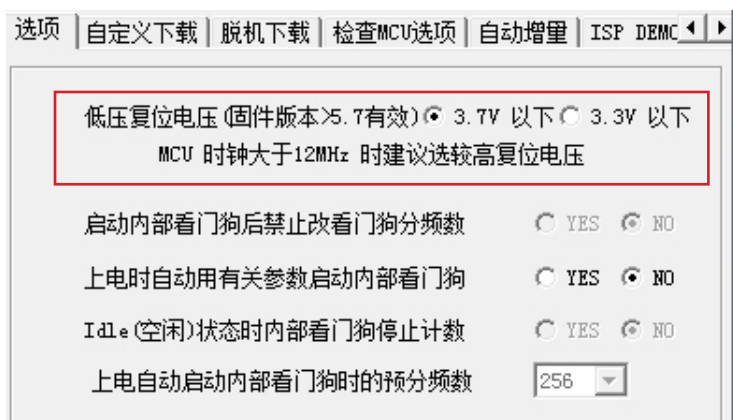 选项 自定义下载 脱机下载 检查MCU选项 自动增量 ISP DEMC
低压复位电压(固件版本>5.7有效) 3.7V 以下 3.3V 以下
MCU 时钟大于12MHz 时建议选较高复位电压
启动内部看门狗后禁止改看门狗分频数 YES NO
上电时自动用有关参数启动内部看门狗 YES NO
Idle(空闲)状态时内部看门狗停止计数 YES NO
上电自动启动内部看门狗时的预分频数 256